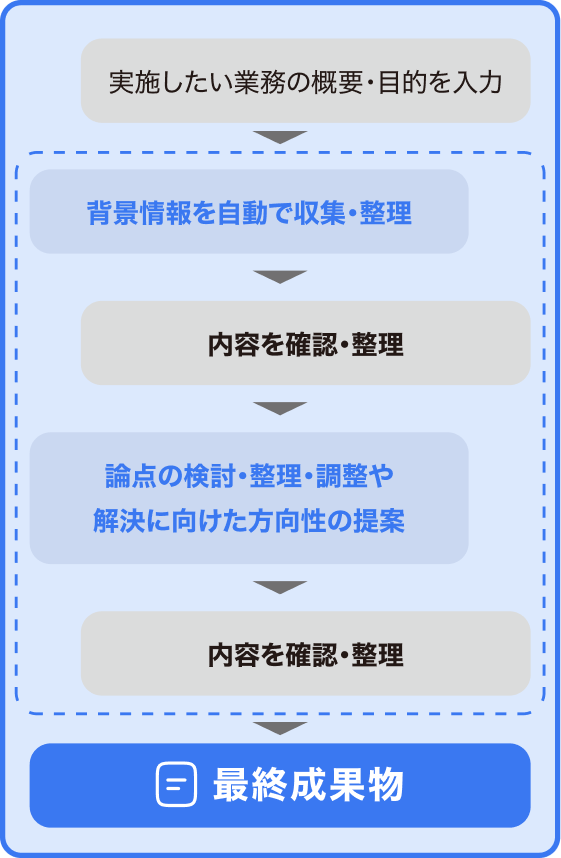 実施したい業務の概要・目的を入力
背景情報を自動で収集・整理
内容を確認・整理
論点の検討・整理・調整や
解決に向けた方向性の提案
内容を確認・整理
最終成果物